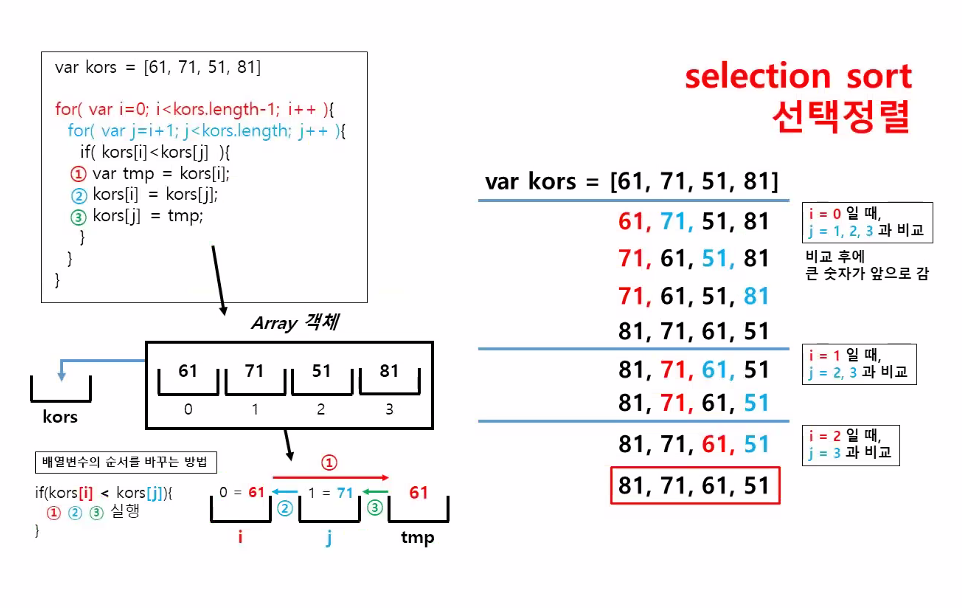 var kors = [61, 71, 51, 81]
for( var i=0; i<kors.length-1; i++ ){
for( var j=i+1; j<kors.length; j++ ){
if( kors[i]<kors[j] ){
① var tmp = kors[i];
② kors[i] = kors[j];
③ kors[j] = tmp;
}
}
}
Array 객체
61 71 51 81
0 1 2 3
kors
배열변수의 순서를 바꾸는 방법
if(kors[i] < kors[j]){
① ② ③ 실행
}
①
0 = 61 1 = 71 61
② ③
i j tmp
selection sort
선택정렬
var kors = [61, 71, 51, 81]
61, 71, 51, 81
i = 0 일 때,
j = 1, 2, 3 과 비교
비교 후에
큰 숫자가 앞으로 감
71, 61, 51, 81
71, 61, 51, 81
81, 71, 61, 51
i = 1 일 때,
j = 2, 3 과 비교
81, 71, 61, 51
81, 71, 61, 51
i = 2 일 때,
j = 3 과 비교
81, 71, 61, 51
81, 71, 61, 51